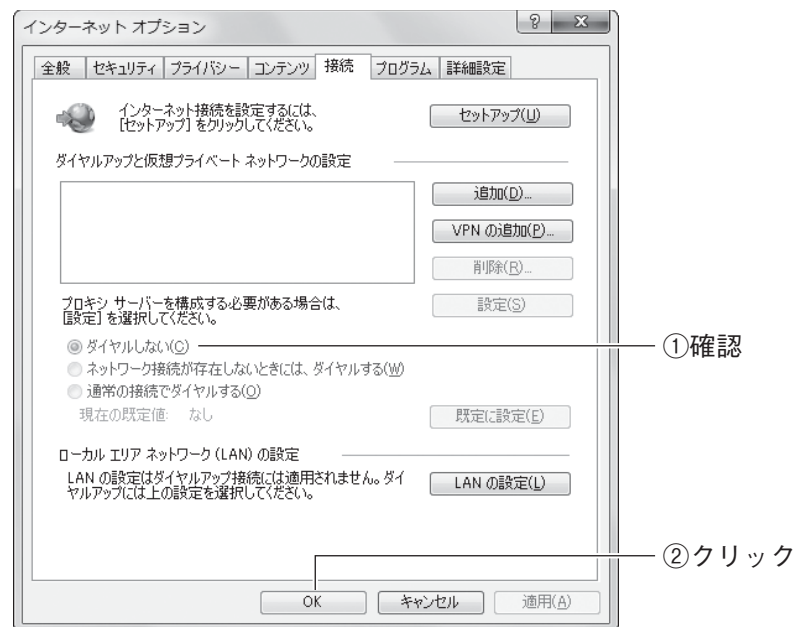 インターネット オプション
全般 セキュリティ プライバシー コンテンツ 接続 プログラム 詳細設定
インターネット接続を設定するには、
[セットアップ] をクリックしてください。
セットアップ(U)
ダイヤルアップと仮想プライベート ネットワークの設定
追加(D)...
VPN の追加(P)...
削除(R)...
プロキシ サーバーを構成する必要がある場合は、
[設定] を選択してください。
設定(S)
ダイヤルしない(C)
①確認
ネットワーク接続が存在しないときには、ダイヤルする(W)
通常の接続でダイヤルする(O)
現在の既定値: なし
既定に設定(E)
ローカル エリア ネットワーク (LAN) の設定
LAN の設定はダイヤルアップ接続には適用されません。ダイ
ヤルアップには上の設定を選択してください。
LAN の設定(L)
②クリック
OK キャンセル 適用(A)